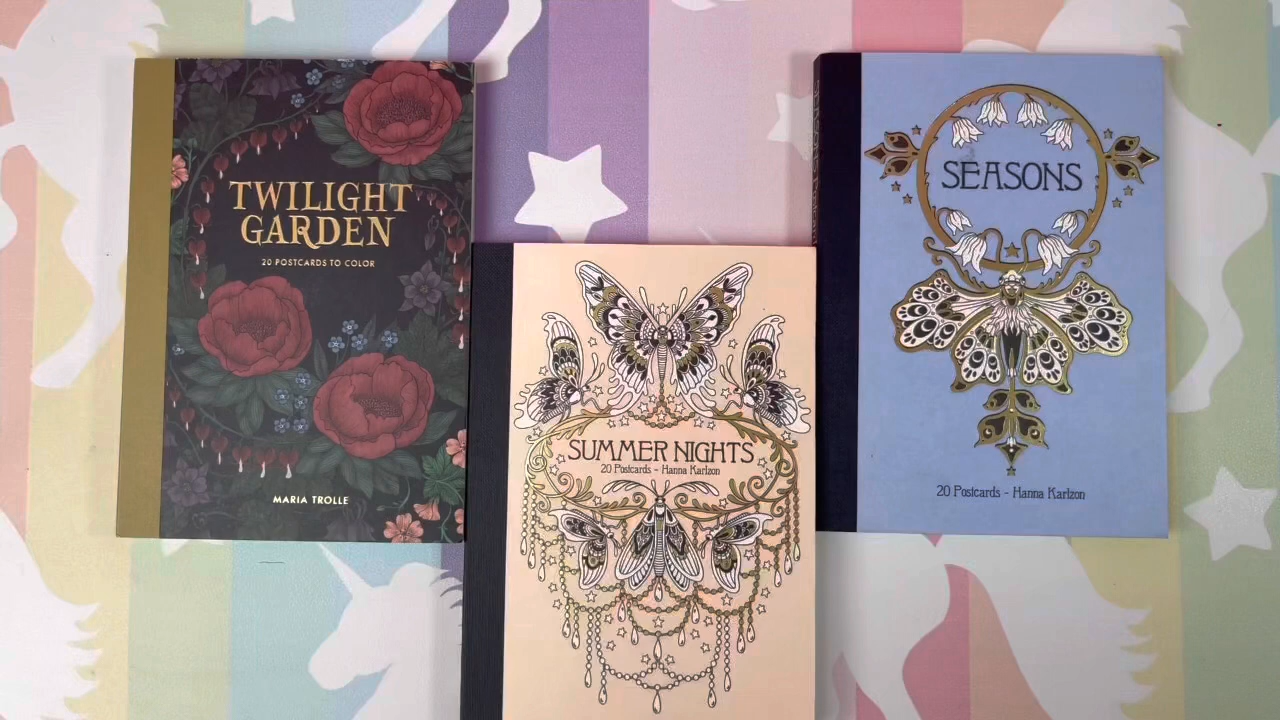 TWILIGHT
GARDEN
20 POSTCARDS TO COLOR
MARIA TROLLE
SUMMER NIGHTS
20 Postcards - Hanna Karlzon
SEASONS
20 Postcards - Hanna Karlzon